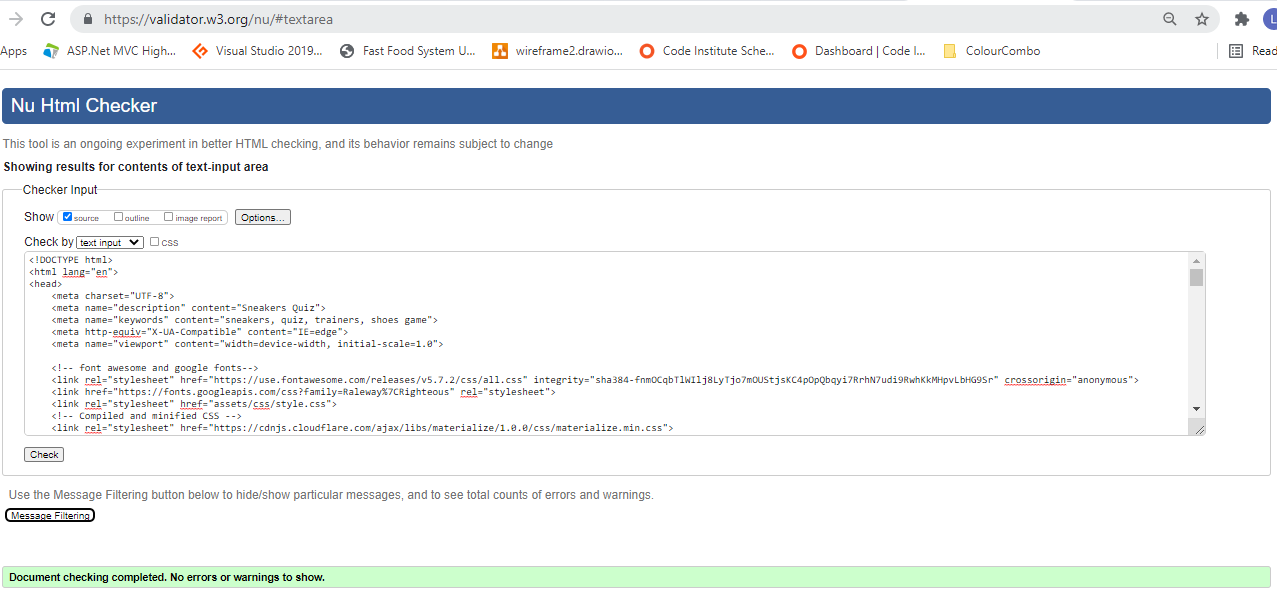 https://validator.w3.org/nu/#textarea
Apps ASP.Net MVC High... Visual Studio 2019... Fast Food System U... wireframe2.drawio... Code Institute Sche... Dashboard | Code I... ColourCombo Read
Nu Html Checker
This tool is an ongoing experiment in better HTML checking, and its behavior remains subject to change
Showing results for contents of text-input area
Checker Input
Show source outline image report Options...
Check by text input css
<!DOCTYPE html>
<html lang="en">
<head>
<meta charset="UTF-8">
<meta name="description" content="Sneakers Quiz">
<meta name="keywords" content="sneakers, quiz, trainers, shoes game">
<meta http-equiv="X-UA-Compatible" content="IE=edge">
<meta name="viewport" content="width=device-width, initial-scale=1.0">
<!-- font awesome and google fonts-->
<link rel="stylesheet" href="https://use.fontawesome.com/releases/v5.7.2/css/all.css" integrity="sha384-fnmOCqbTlWIlj8LyTjo7mOUStjsKC4pOpQbqyi7RrhN7udi9RwhKkMHpvLbHG9Sr" crossorigin="anonymous">
<link href="https://fonts.googleapis.com/css?family=Raleway%7CRighteous" rel="stylesheet">
<link rel="stylesheet" href="assets/css/style.css">
<!-- Compiled and minified CSS -->
<link rel="stylesheet" href="https://cdnjs.cloudflare.com/ajax/libs/materialize/1.0.0/css/materialize.min.css">
Check
Use the Message Filtering button below to hide/show particular messages, and to see total counts of errors and warnings.
Message Filtering
Document checking completed. No errors or warnings to show.